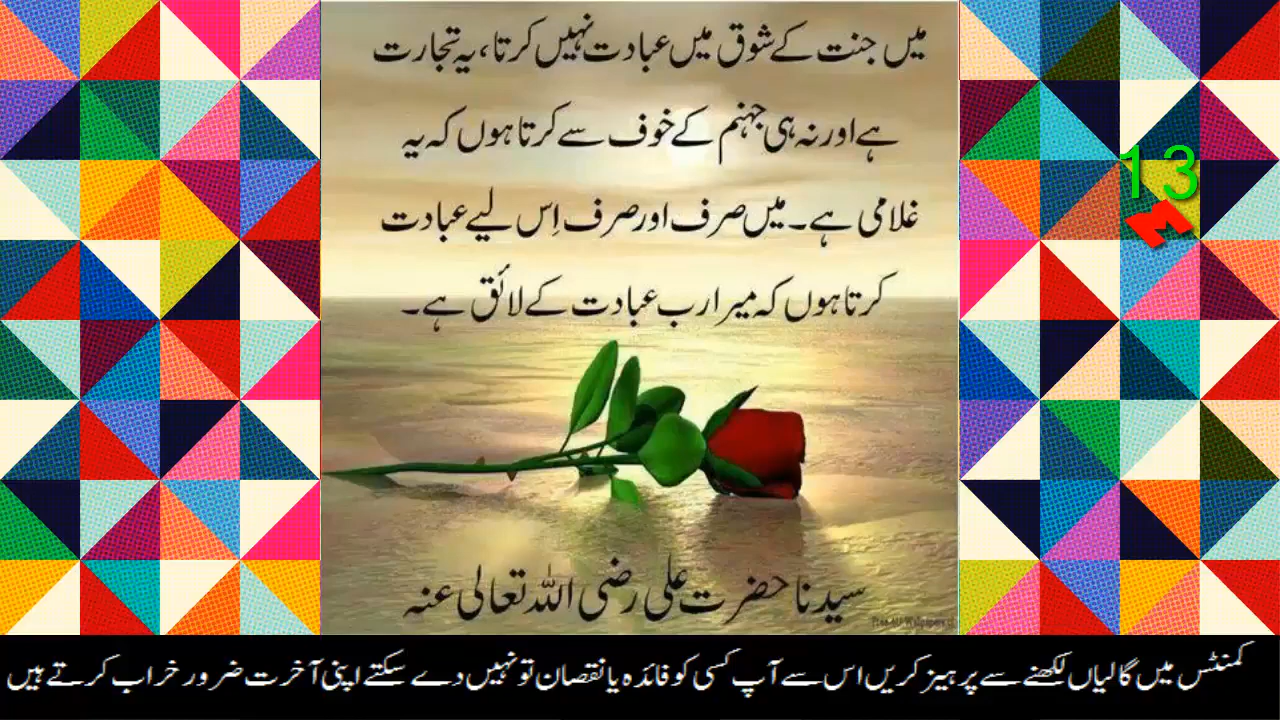 میں جنت کے شوق میں عبادت نہیں کرتا، یہ تجارت
ہے اور نہ ہی جہنم کے خوف سے کرتا ہوں کہ یہ
غلامی ہے۔ میں صرف اور صرف اِس لیے عبادت
کرتا ہوں کہ میرا رب عبادت کے لائق ہے۔
13
M
سیدنا حضرت علی رضی اللہ تعالی عنہ
کمنٹس میں گالیاں لکھنے سے پرہیز کریں اس سے آپ کسی کو فائدہ یا نقصان تو نہیں دے سکتے اپنی آخرت ضرور خراب کرتے ہیں